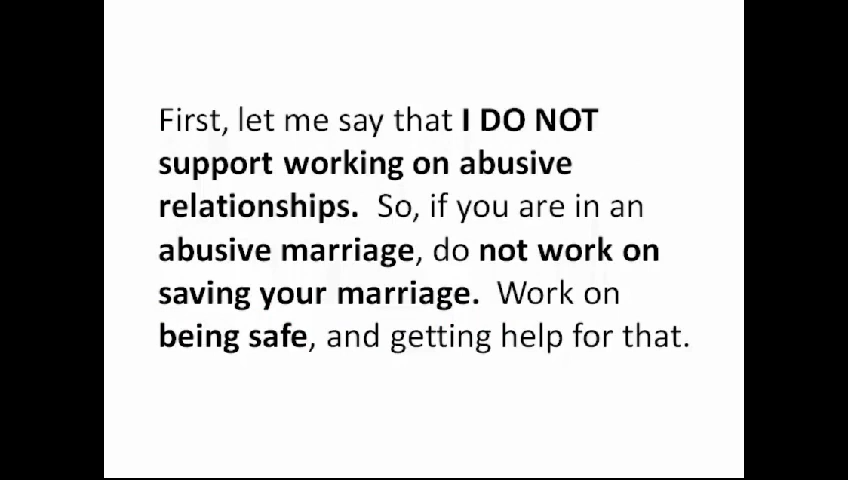 First, let me say that I DO NOT
support working on abusive
relationships.  So, if you are in an
abusive marriage, do not work on
saving your marriage.  Work on
being safe, and getting help for that.